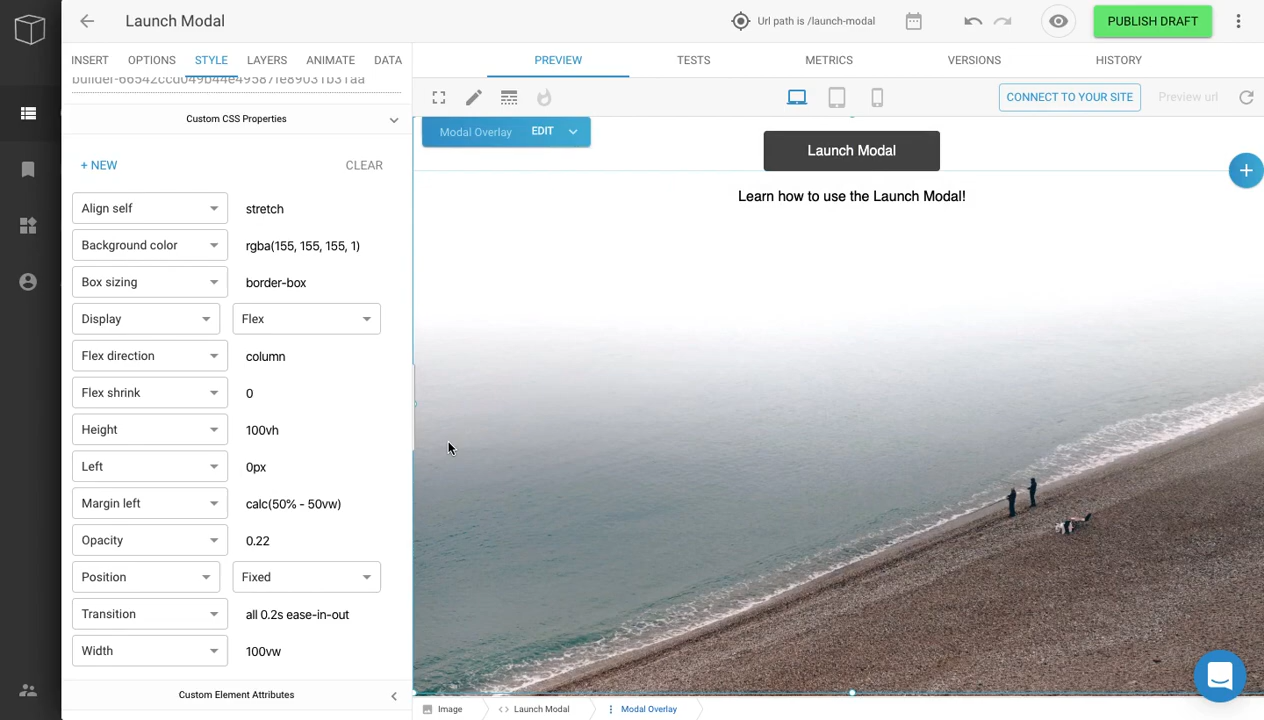 Launch Modal
Url path is /launch-modal
PUBLISH DRAFT
INSERT OPTIONS STYLE LAYERS ANIMATE DATA
PREVIEW TESTS METRICS VERSIONS HISTORY
Custom CSS Properties
CONNECT TO YOUR SITE
Preview url
+ NEW CLEAR
Align self stretch
Background color rgba(155, 155, 155, 1)
Box sizing border-box
Display Flex
Flex direction column
Flex shrink 0
Height 100vh
Left 0px
Margin left calc(50% - 50vw)
Opacity 0.22
Position Fixed
Transition all 0.2s ease-in-out
Width 100vw
Custom Element Attributes
Modal Overlay EDIT
Launch Modal
Learn how to use the Launch Modal!
Image <> Launch Modal Modal Overlay